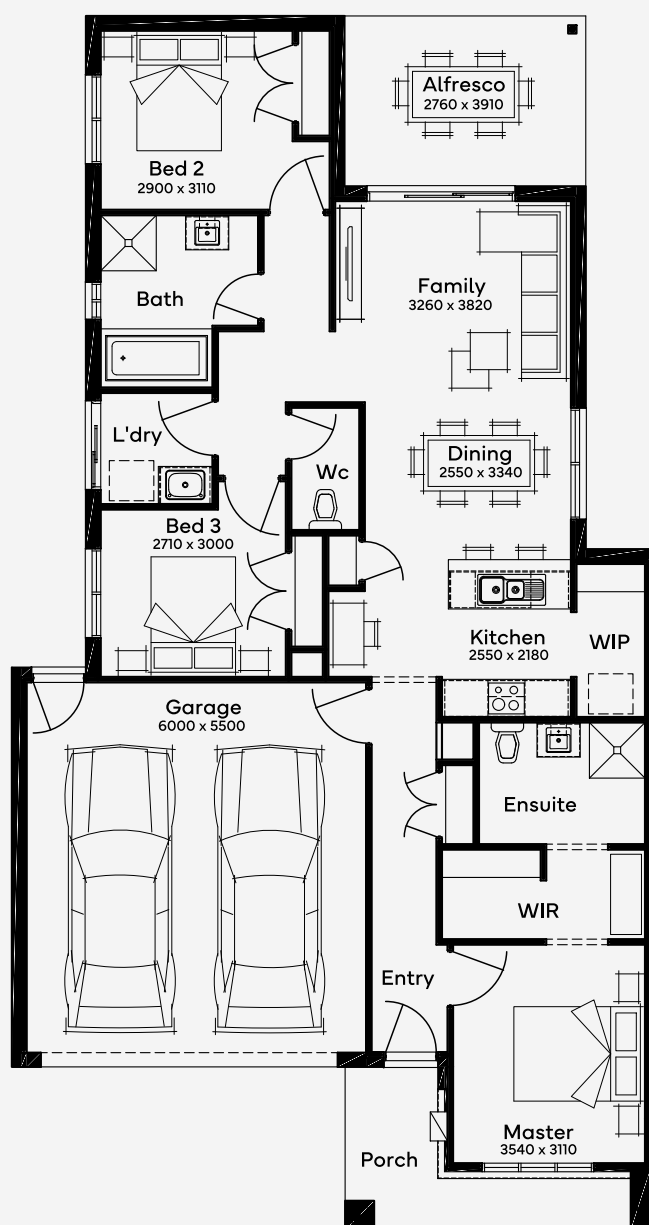 Alfresco
2760 x 3910
Bed 2
2900 x 3110
Bath
Family
3260 x 3820
L'dry
Wc
Dining
2550 x 3340
Bed 3
2710 x 3000
Kitchen
2550 x 2180
WIP
Garage
6000 x 5500
Ensuite
WIR
Entry
Master
3540 x 3110
Porch